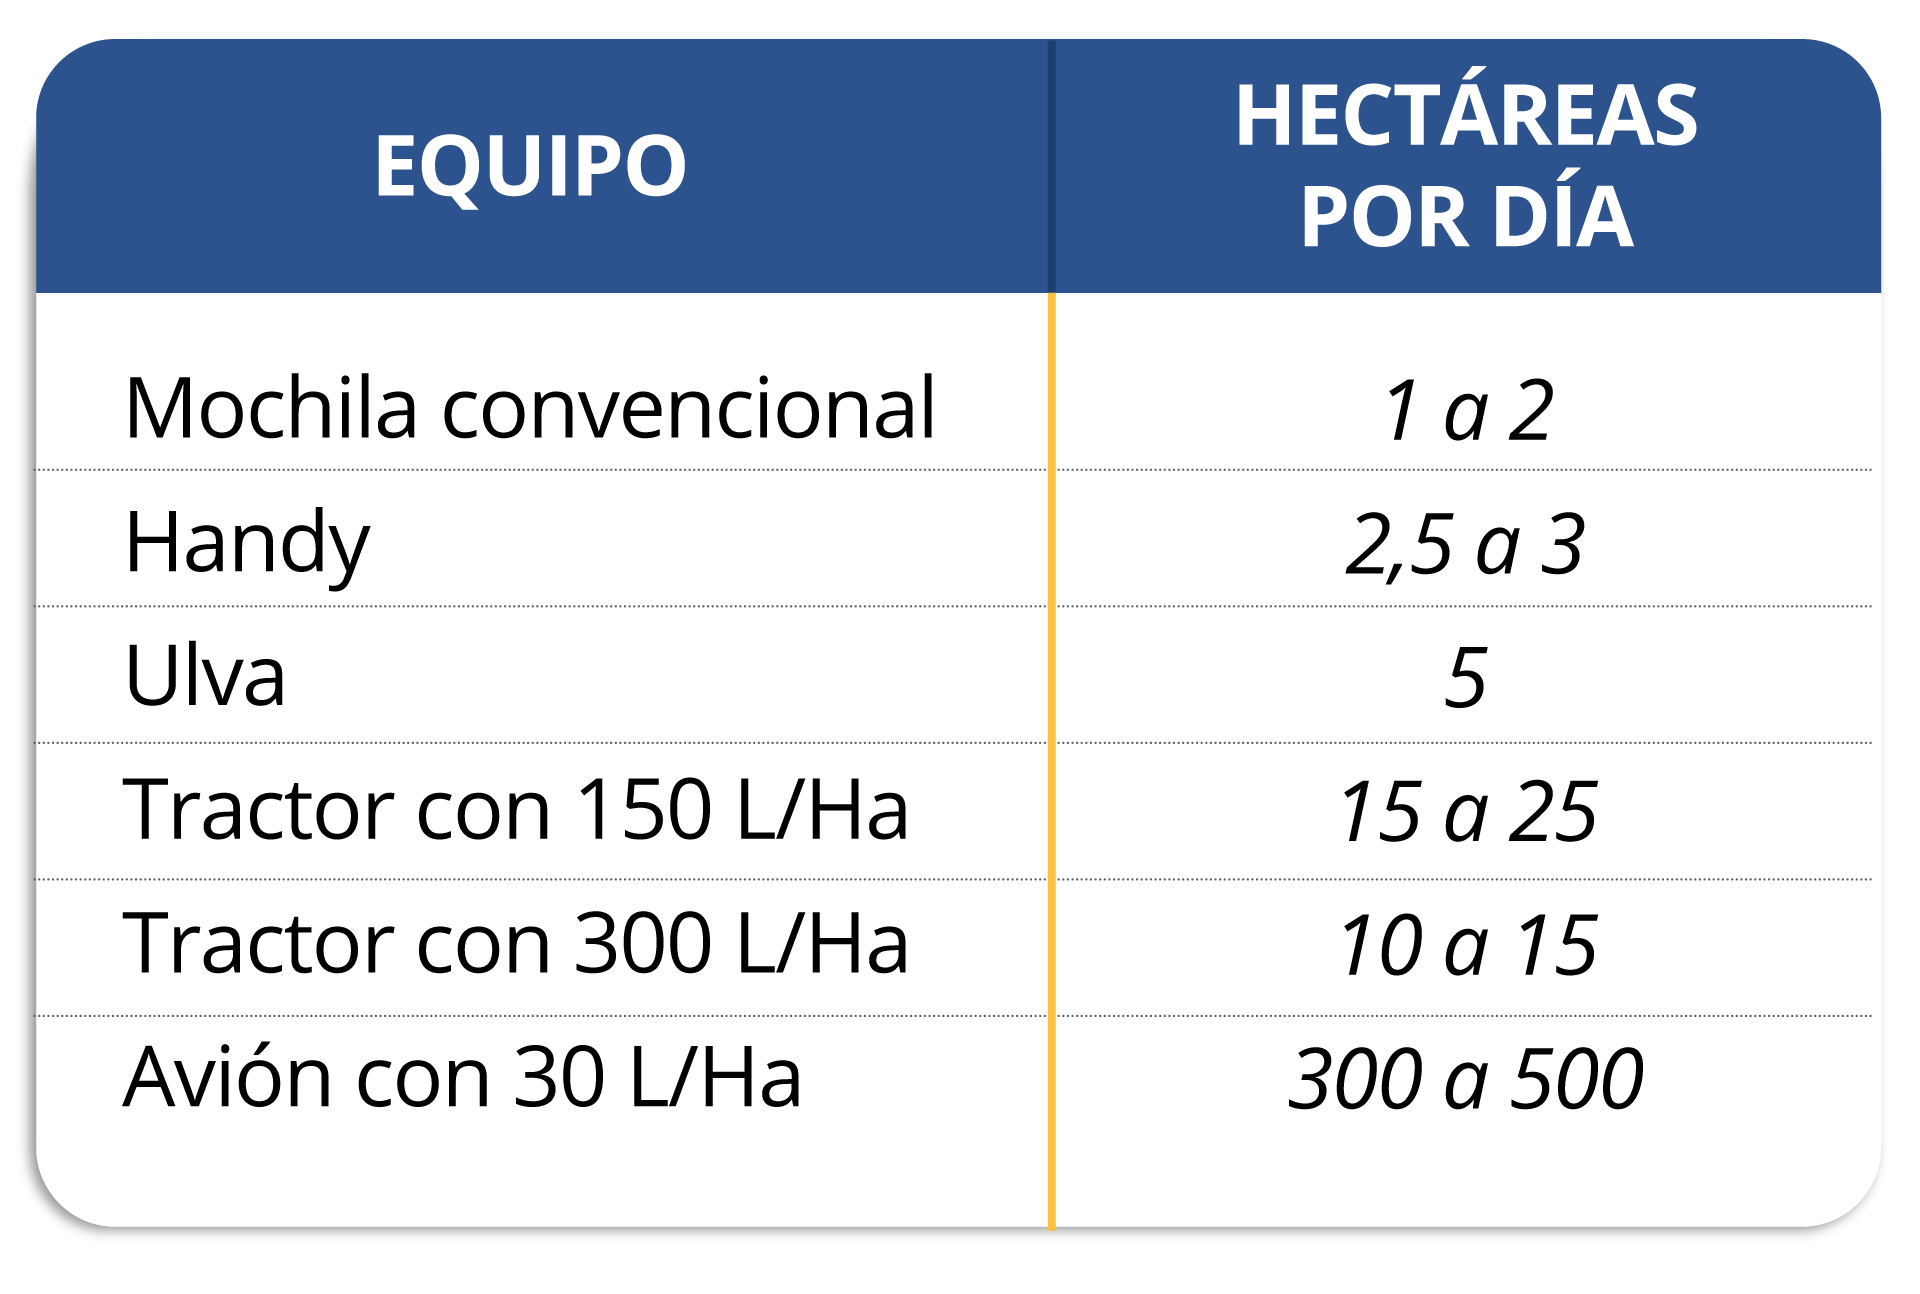 EQUIPO
HECTÁREAS
POR DÍA
Mochila convencional 1 a 2
Handy 2,5 a 3
Ulva 5
Tractor con 150 L/Ha 15 a 25
Tractor con 300 L/Ha 10 a 15
Avión con 30 L/Ha 300 a 500